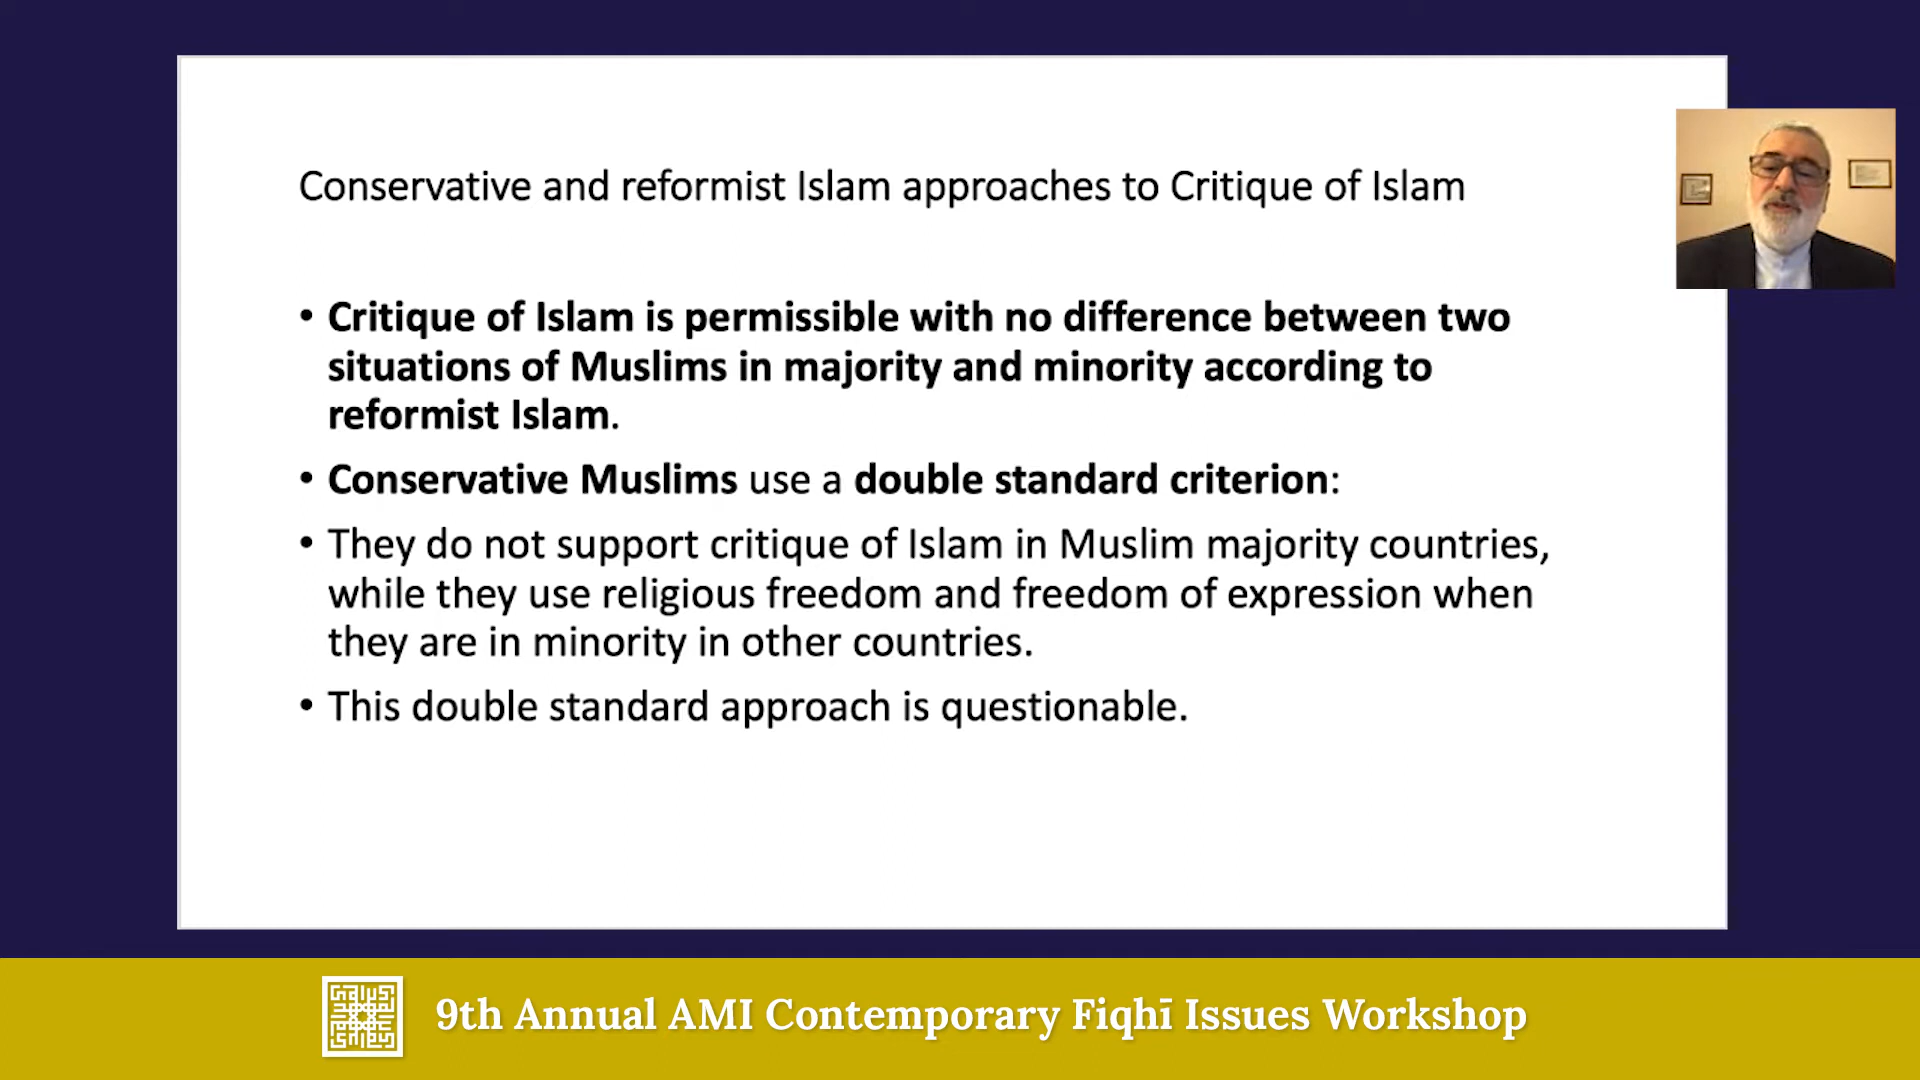 Conservative and reformist Islam approaches to Critique of Islam
• Critique of Islam is permissible with no difference between two
situations of Muslims in majority and minority according to
reformist Islam.
• Conservative Muslims use a double standard criterion:
• They do not support critique of Islam in Muslim majority countries,
while they use religious freedom and freedom of expression when
they are in minority in other countries.
• This double standard approach is questionable.
9th Annual AMI Contemporary Fiqhī Issues Workshop